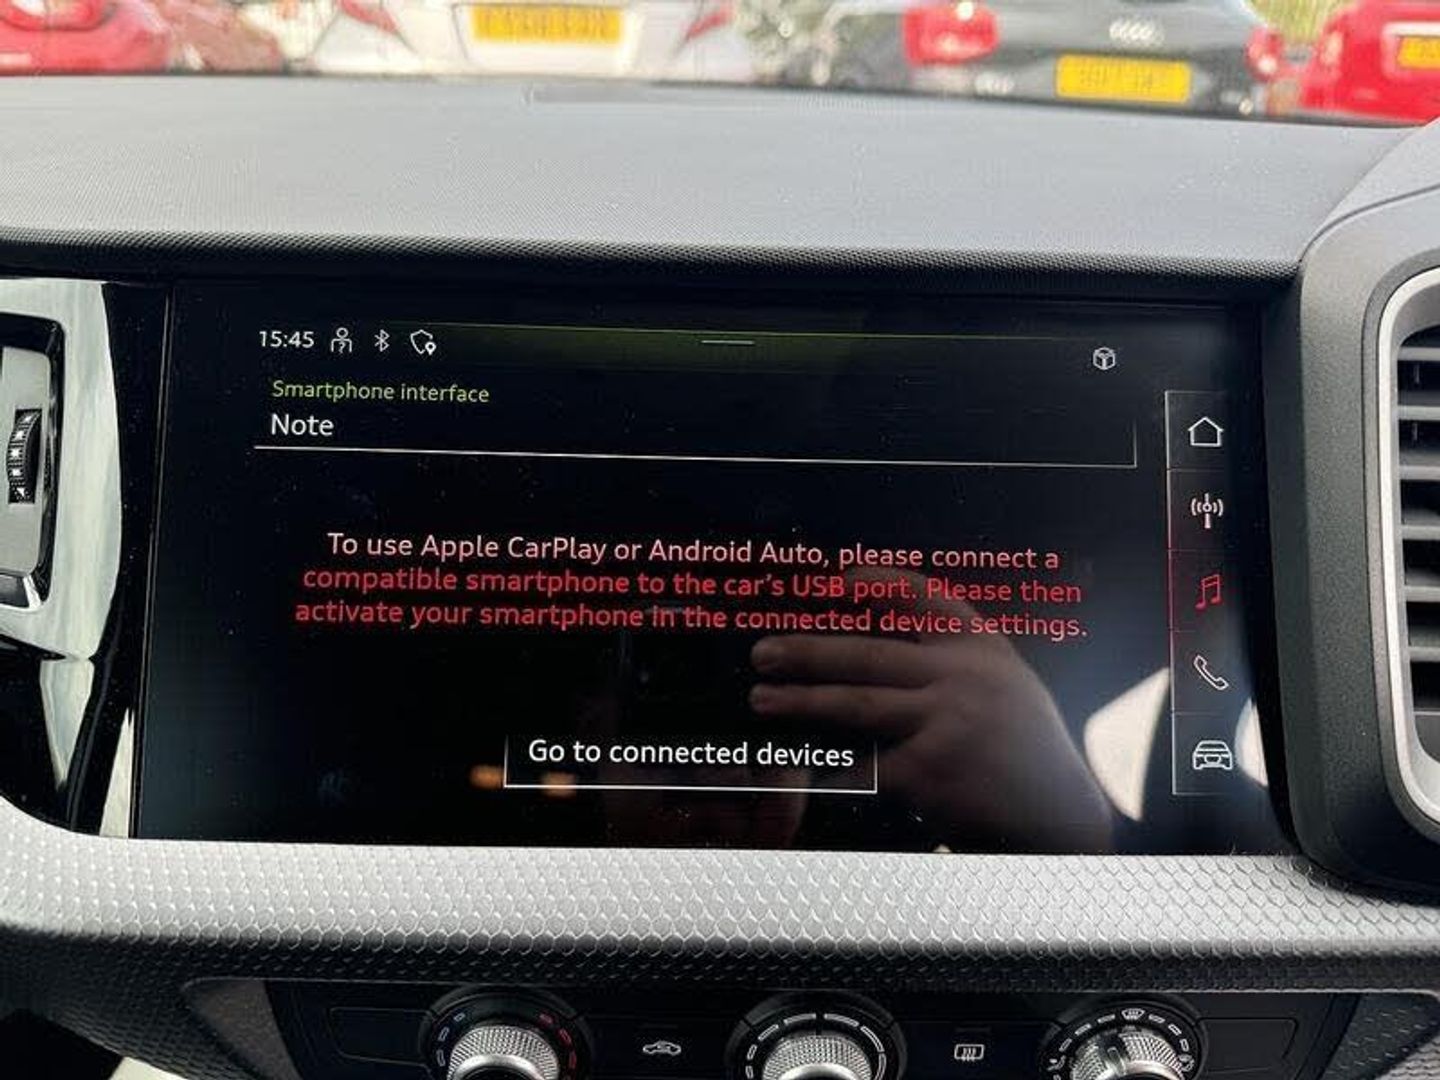 15:45
Smartphone interface
Note
To use Apple CarPlay or Android Auto, please connect a
compatible smartphone to the car's USB port. Please then
activate your smartphone in the connected device settings.
Go to connected devices